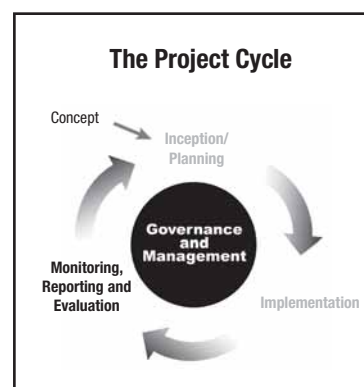 The Project Cycle
Concept
Inception/
Planning
Governance
and
Management
Monitoring,
Reporting and
Evaluation
Implementation